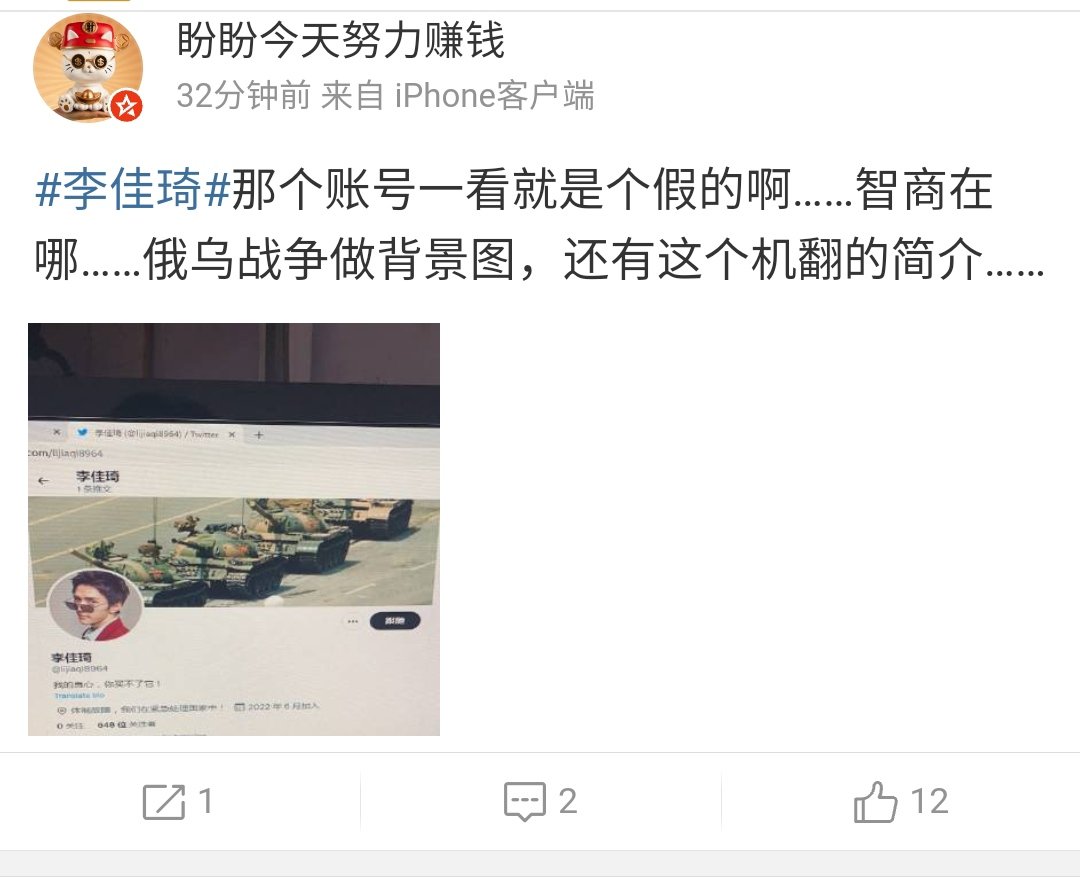 盼盼今天努力赚钱
32分钟前 来自 iPhone客户端
#李佳琦#那个账号一看就是个假的啊……智商在
哪……俄乌战争做背景图，还有这个机翻的简介……
李佳琦 (@lijiaqi8964) / Twitter
com/lijiaqi8964
李佳琦
1 条推文
李佳琦
@lijiaqi8964
我的良心，你买不了它！
Translate bio
体制故障，我们在紧急处理国家中！ 2022 年 6 月加入
0 关注 648 位 关注者
1
2
12